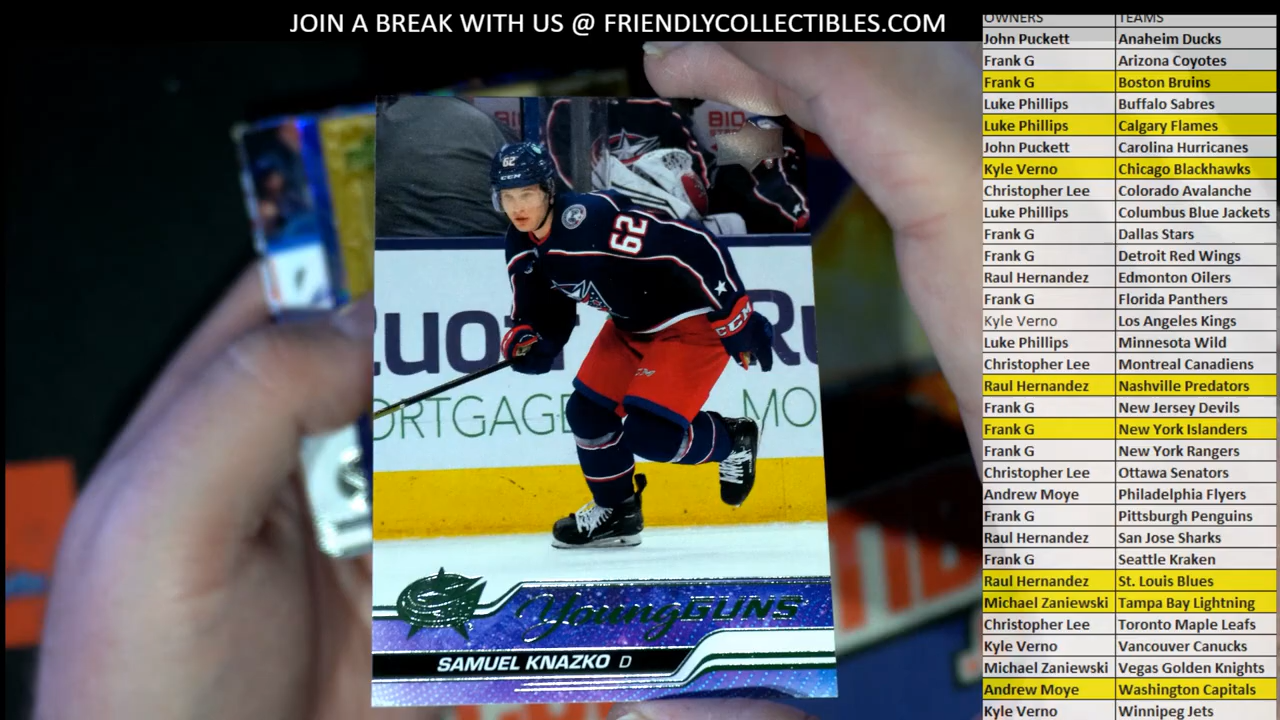 JOIN A BREAK WITH US @ FRIENDLYCOLLECTIBLES.COM
OWNERS TEAMS
John Puckett Anaheim Ducks
Frank G Arizona Coyotes
Frank G Boston Bruins
Luke Phillips Buffalo Sabres
Luke Phillips Calgary Flames
John Puckett Carolina Hurricanes
Kyle Verno Chicago Blackhawks
Christopher Lee Colorado Avalanche
Luke Phillips Columbus Blue Jackets
Frank G Dallas Stars
Frank G Detroit Red Wings
Raul Hernandez Edmonton Oilers
Frank G Florida Panthers
Kyle Verno Los Angeles Kings
Luke Phillips Minnesota Wild
Christopher Lee Montreal Canadiens
Raul Hernandez Nashville Predators
Frank G New Jersey Devils
Frank G New York Islanders
Frank G New York Rangers
Christopher Lee Ottawa Senators
Andrew Moye Philadelphia Flyers
Frank G Pittsburgh Penguins
Raul Hernandez San Jose Sharks
Frank G Seattle Kraken
Raul Hernandez St. Louis Blues
Michael Zaniewski Tampa Bay Lightning
Christopher Lee Toronto Maple Leafs
Kyle Verno Vancouver Canucks
Michael Zaniewski Vegas Golden Knights
Andrew Moye Washington Capitals
Kyle Verno Winnipeg Jets
62
CCM
62
CCM
CCM
ORTGAGE MO
Young GUNS
SAMUEL KNAZKO D